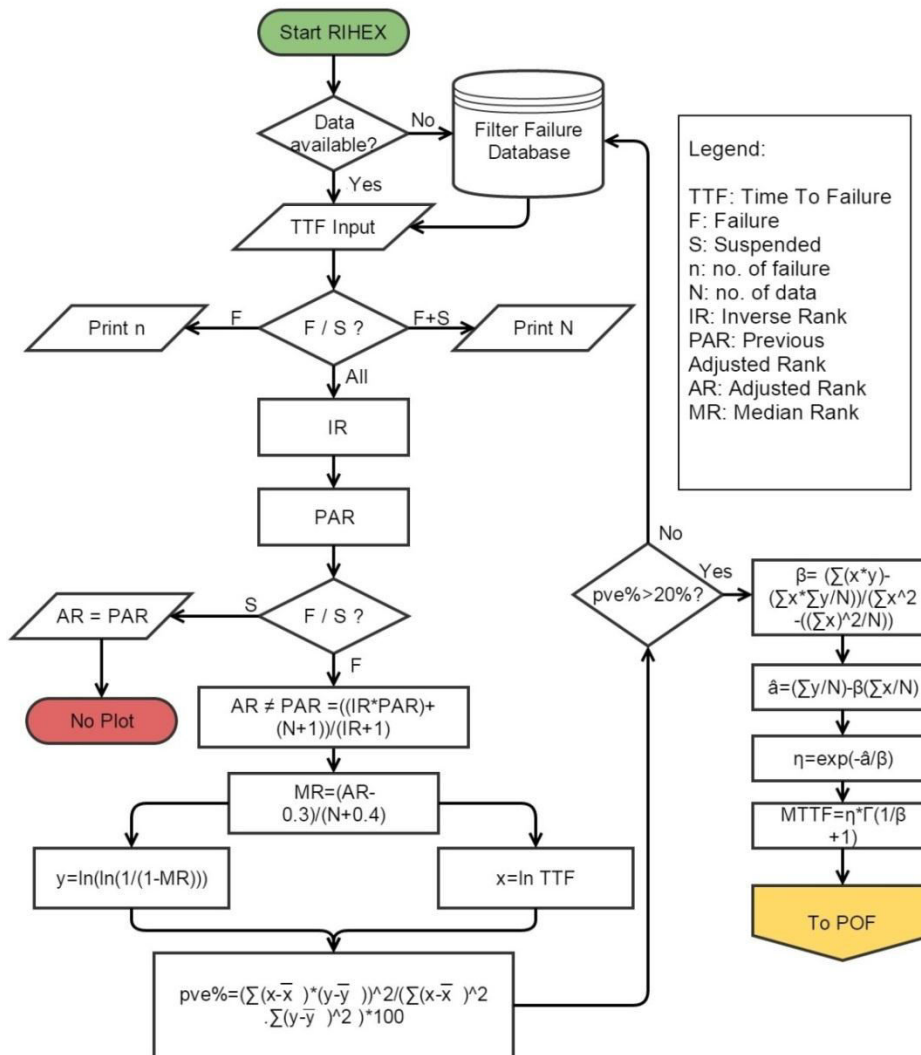 Start RIHEX
Data
available?
No
Filter Failure
Database
Yes
TTF Input
F / S ?
F
Print n
F+S
Print N
All
IR
PAR
F / S ?
S
AR = PAR
No Plot
F
AR ≠ PAR =((IR*PAR)+
(N+1))/(IR+1)
MR=(AR-
0.3)/(N+0.4)
y=ln(ln(1/(1-MR)))
x=ln TTF
pve%=(∑(x-x̅ )*(y-y̅ ))^2/(∑(x-x̅ )^2
.∑(y-y̅ )^2 )*100
pve%>20%?
No
Yes
β= (∑(x*y)-
(∑x*∑y/N))/(∑x^2
-((∑x)^2/N))
â=(∑y/N)-β(∑x/N)
η=exp(-â/β)
MTTF=η*Γ(1/β
+1)
To POF
Legend:
TTF: Time To Failure
F: Failure
S: Suspended
n: no. of failure
N: no. of data
IR: Inverse Rank
PAR: Previous
Adjusted Rank
AR: Adjusted Rank
MR: Median Rank